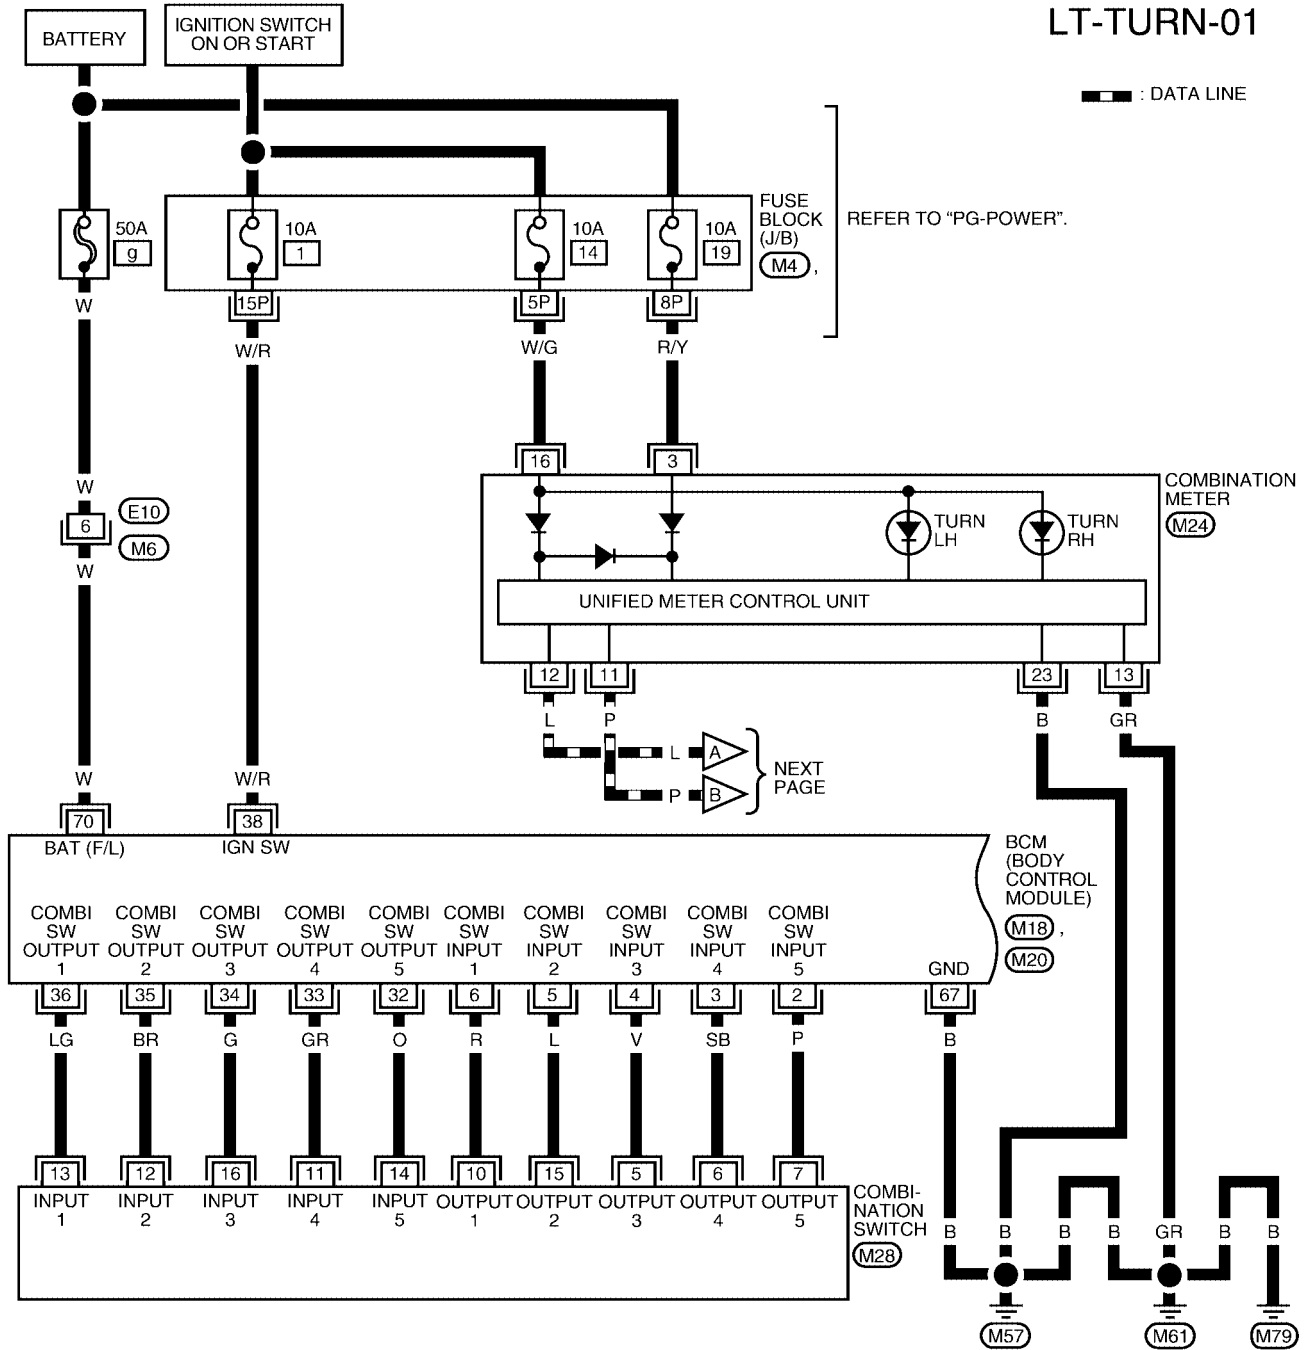 LT-TURN-01
BATTERY
IGNITION SWITCH
ON OR START
: DATA LINE
50A
g
10A
1
10A
14
10A
19
FUSE
BLOCK
(J/B)
M4 ,
REFER TO “PG-POWER”.
15P
5P
8P
W
W/R
W/G
R/Y
W
6
E10
M6
W
16
3
COMBINATION
METER
M24
TURN
LH
TURN
RH
UNIFIED METER CONTROL UNIT
12
11
23
13
L
P
B
GR
L
A
P
B
NEXT
PAGE
W
W/R
70
38
BAT (F/L)
IGN SW
BCM
(BODY
CONTROL
MODULE)
M18 ,
M20
COMBI
SW
OUTPUT
1
COMBI
SW
OUTPUT
2
COMBI
SW
OUTPUT
3
COMBI
SW
OUTPUT
4
COMBI
SW
OUTPUT
5
COMBI
SW
INPUT
1
COMBI
SW
INPUT
2
COMBI
SW
INPUT
3
COMBI
SW
INPUT
4
COMBI
SW
INPUT
5
GND
36
35
34
33
32
6
5
4
3
2
67
LG
BR
G
GR
O
R
L
V
SB
P
B
13
12
16
11
14
10
15
5
6
7
INPUT
1
INPUT
2
INPUT
3
INPUT
4
INPUT
5
OUTPUT
1
OUTPUT
2
OUTPUT
3
OUTPUT
4
OUTPUT
5
COMBI-
NATION
SWITCH
M28
B
B
B
B
GR
B
B
M57
M61
M79